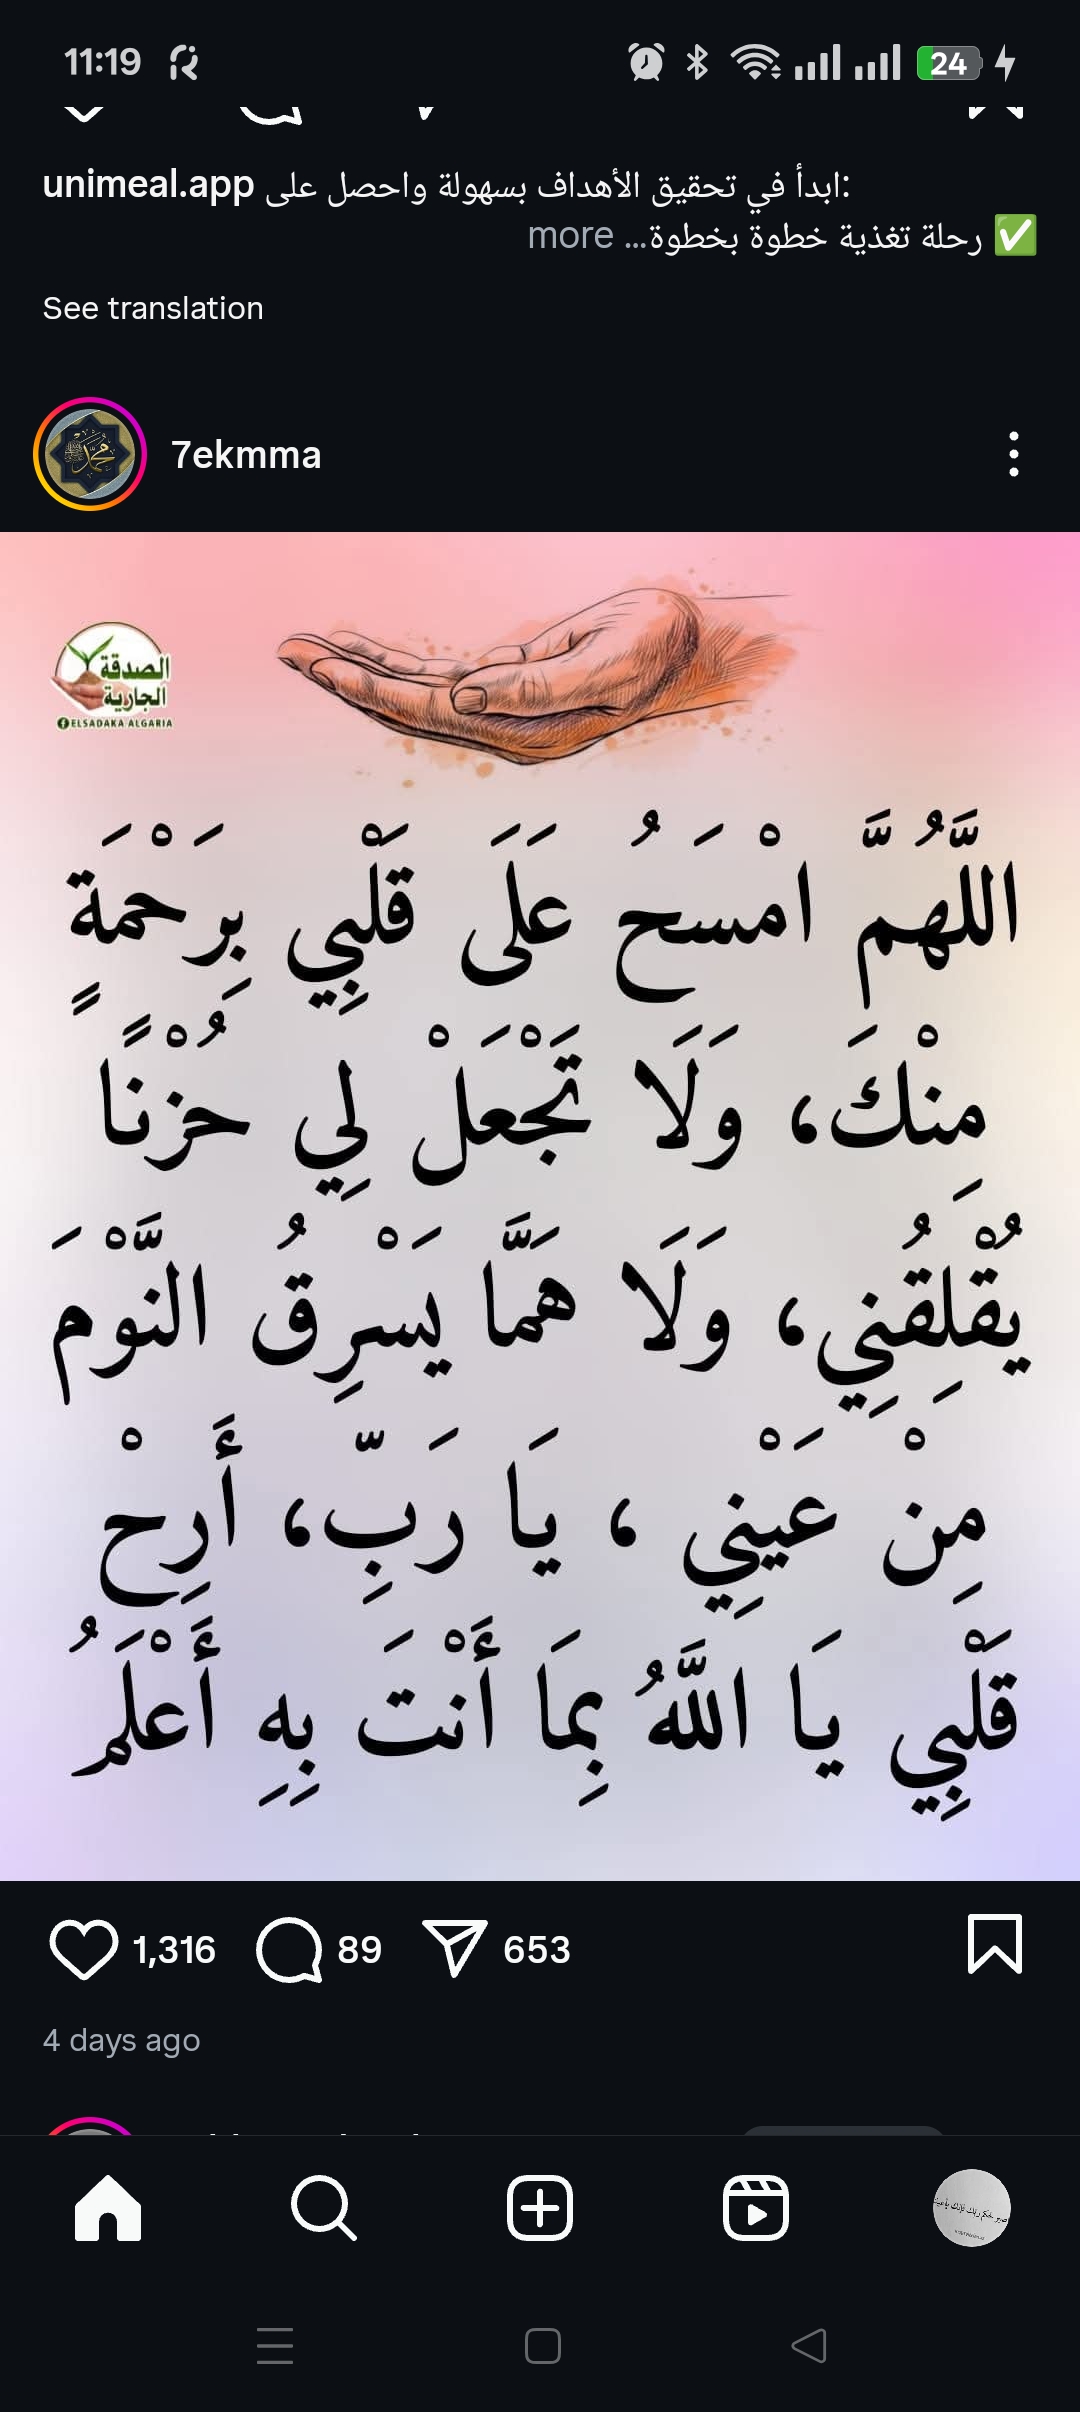 11:19
24
unimeal.app ابدأ في تحقيق الأهداف بسهولة واحصل على:
✅ رحلة تغذية خطوة بخطوة... more
See translation
7ekmma
الصدقة
الجارية
ELSADAKA ALGARIA
اللَّهُمَّ امْسَحُ عَلَى قَلْبِي بِرَحْمَةٍ
مِنْكَ، وَلَا تَجْعَلْ لِي حُزْنًا
يُقْلِقُنِي، وَلَا هَمَّا يَسْرِقُ النَّوْمَ
مِنْ عَيْنِي ، يَا رَبِّ، أَرِحْ
قَلْبِي يَا اللَّهُ بِمَا أَنْتَ بِهِ أَعْلَمُ
1,316 89 653
4 days ago